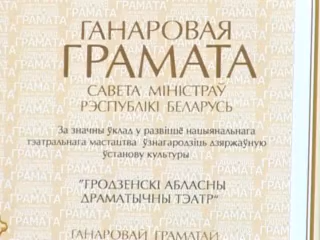 ГАНАРОВАЯ
ГРАМАТА
САВЕТА МІНІСТРАЎ
РЭСПУБЛІКІ БЕЛАРУСЬ
За значны ўклад у развіццё нацыянальнага
тэатральнага мастацтва ўзнагародзіць дзяржаўную
ўстанову культуры
"ГРОДЗЕНСКІ АБЛАСНЫ
ДРАМАТЫЧНЫ ТЭАТР"
ГАНАРОВАЙ ГРАМАТАЙ